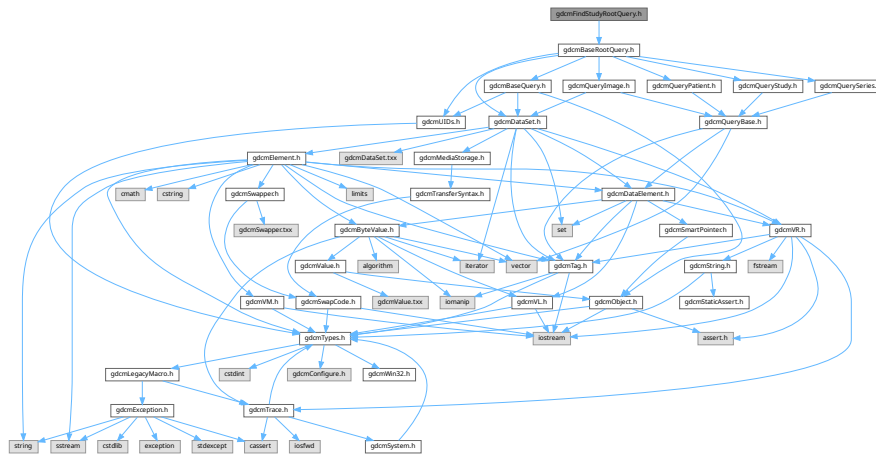 gdcmFindStudyRootQuery.h
gdcmBaseRootQuery.h
gdcmBaseQuery.h
gdcmQueryImage.h
gdcmQueryPatient.h
gdcmQueryStudy.h
gdcmQuerySeries.
gdcmUIDs.h
gdcmDataSet.h
gdcmQueryBase.h
gdcmElement.h
gdcmDataSet.txx
gdcmMediaStorage.h
cmath
cstring
gdcmSwapper.h
limits
gdcmTransferSyntax.h
gdcmDataElement.h
gdcmSwapper.txx
gdcmByteValue.h
set
gdcmSmartPointer.h
gdcmVR.h
gdcmValue.h
algorithm
iterator
vector
gdcmTag.h
gdcmString.h
fstream
gdcmVM.h
gdcmSwapCode.h
gdcmValue.txx
iomanip
gdcmVL.h
gdcmObject.h
gdcmStaticAssert.h
gdcmTypes.h
iostream
assert.h
gdcmLegacyMacro.h
cstdint
gdcmConfigure.h
gdcmWin32.h
gdcmException.h
gdcmTrace.h
string
sstream
cstdlib
exception
stdexcept
cassert
iosfwd
gdcmSystem.h